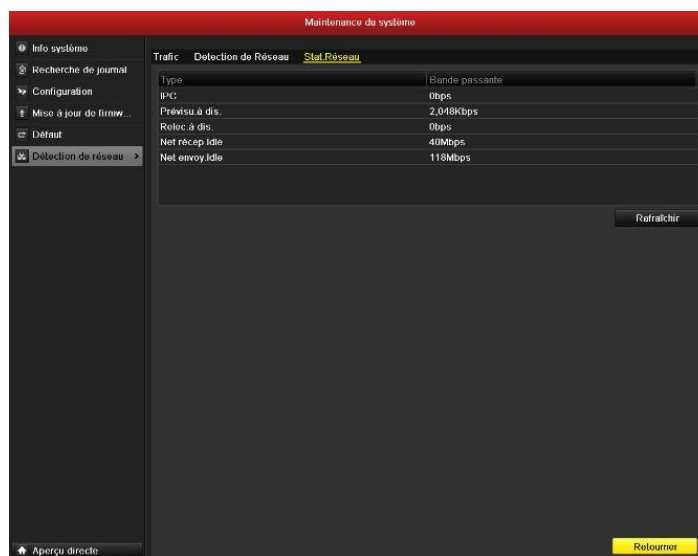 Maintenance du système
Info système
Recherche de journal
Configuration
Mise à jour de firmw...
Défaut
Détection de réseau >
Trafic Detection de Réseau Stat.Réseau
Type Bande passante
IPC 0bps
Prévisu.à dis. 2,048Kbps
Relec.à dis. 0bps
Net récep.Idle 40Mbps
Net envoy.Idle 118Mbps
Rafraîchir
Aperçu directe
Retourner